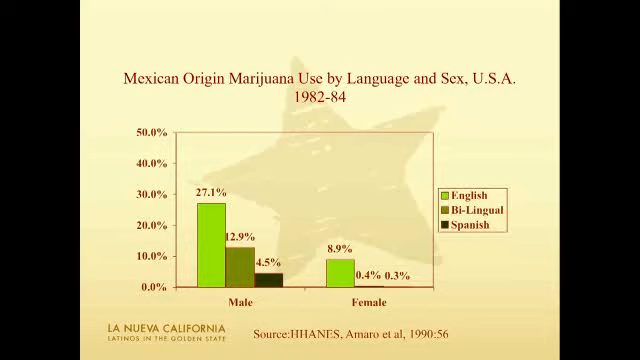 Mexican Origin Marijuana Use by Language and Sex, U.S.A.
1982-84
50.0%
40.0%
30.0%
20.0%
10.0%
0.0%
27.1%
12.9%
4.5%
8.9%
0.4%
0.3%
Male
Female
English
Bi-Lingual
Spanish
LA NUEVA CALIFORNIA
LATINOS IN THE GOLDEN STATE
Source:HHANES, Amaro et al, 1990:56